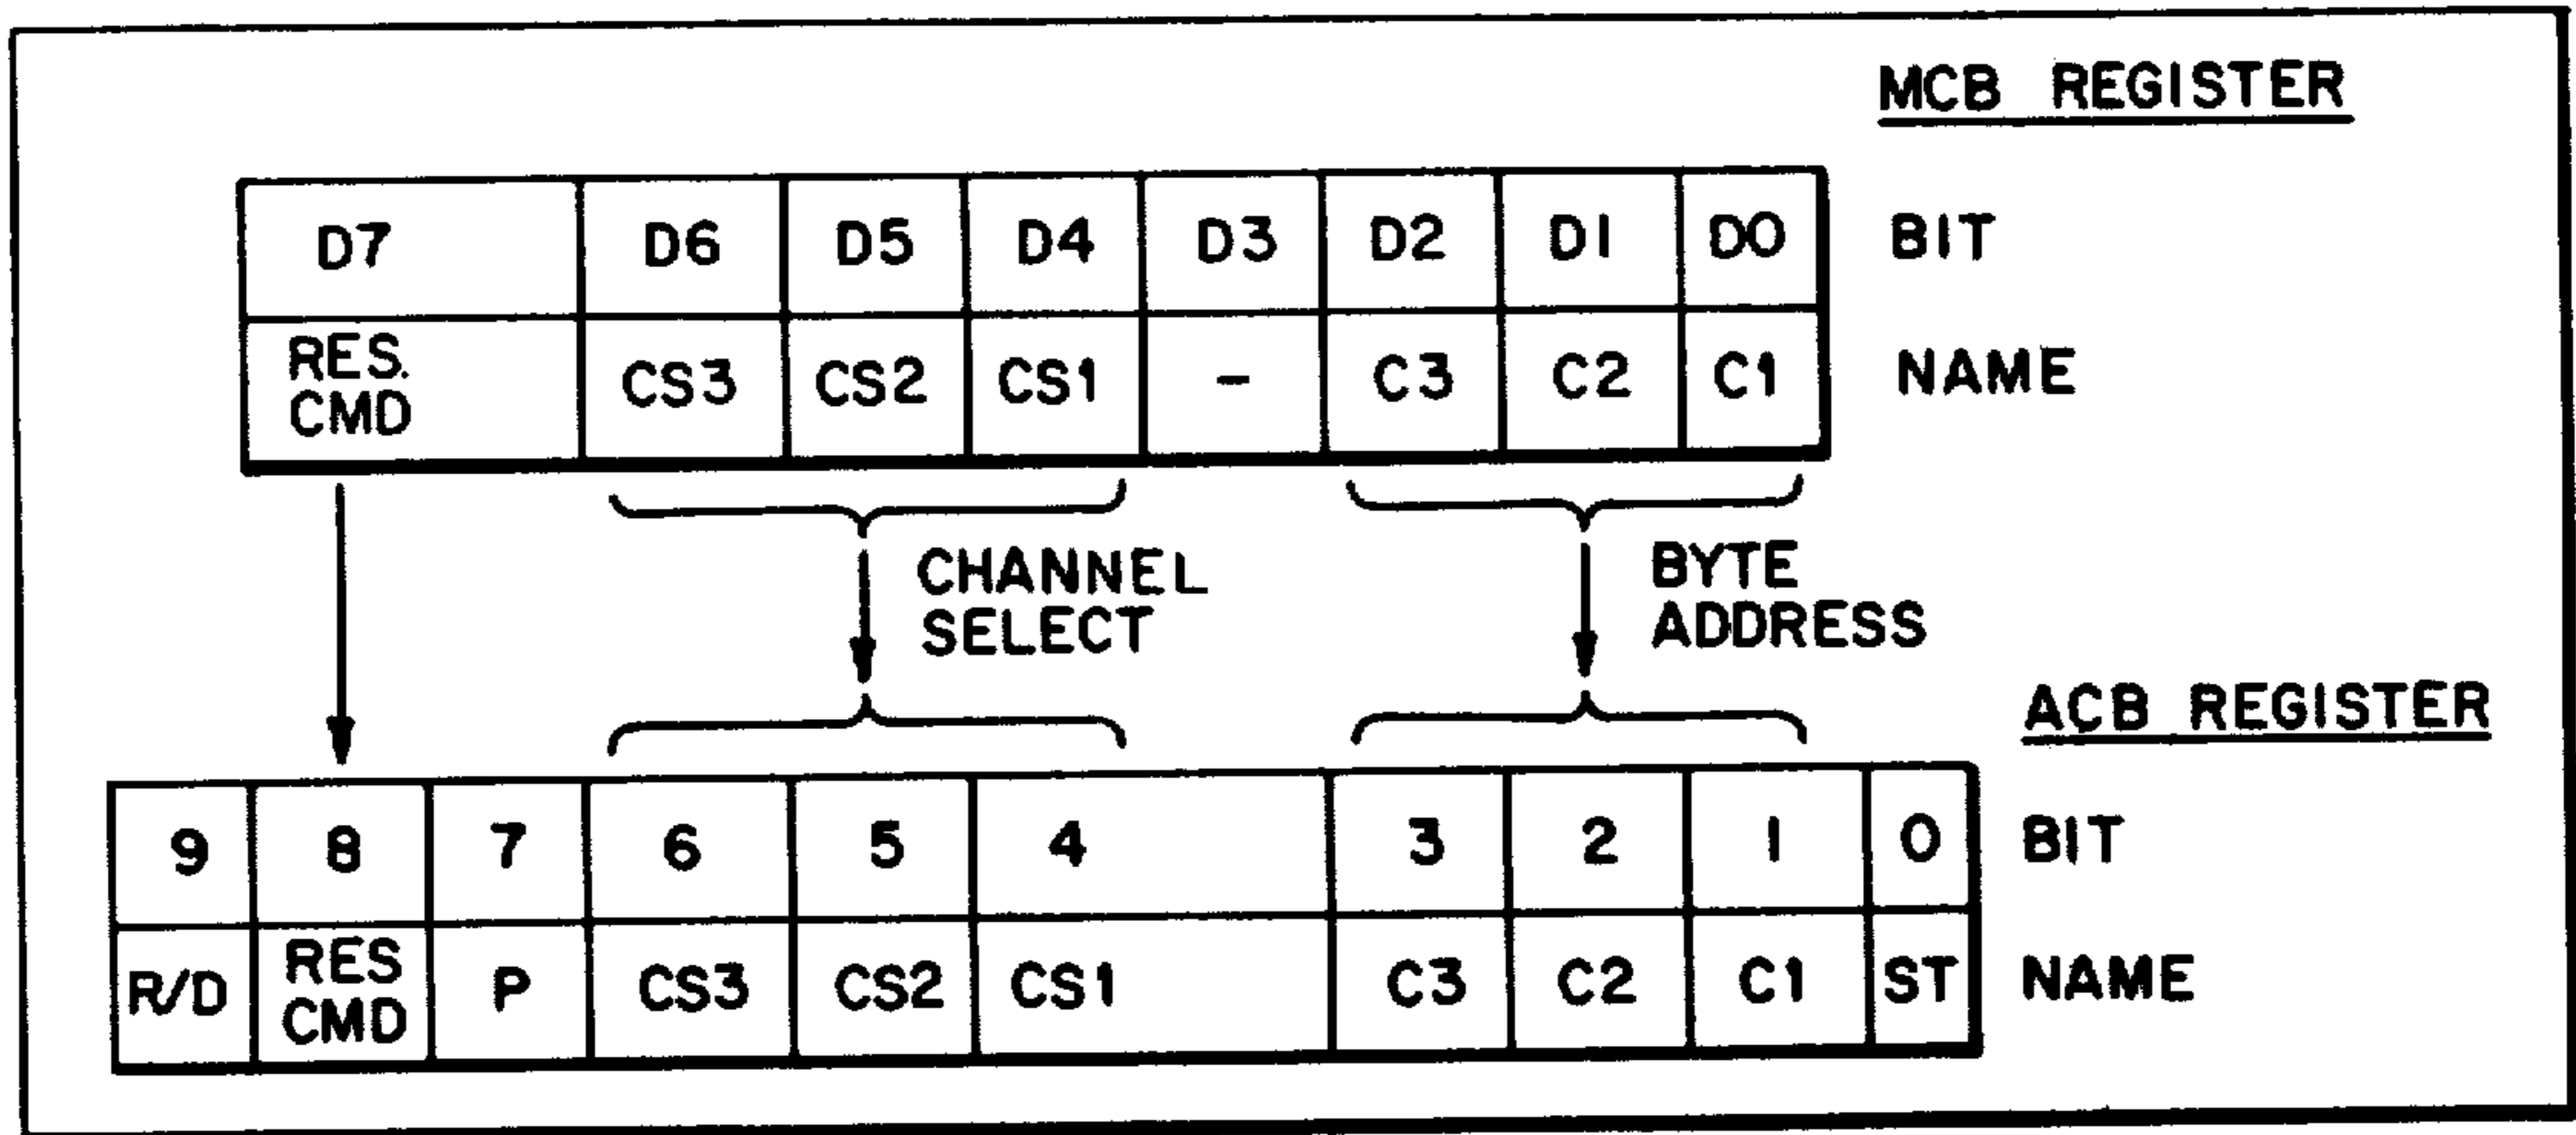 MCB REGISTER
D7 D6 D5 D4 D3 D2 D1 D0 BIT
RES. CMD CS3 CS2 CS1 - C3 C2 C1 NAME
CHANNEL SELECT
BYTE ADDRESS
ACB REGISTER
9 8 7 6 5 4 3 2 1 0 BIT
R/D RES CMD P CS3 CS2 CS1 C3 C2 C1 ST NAME